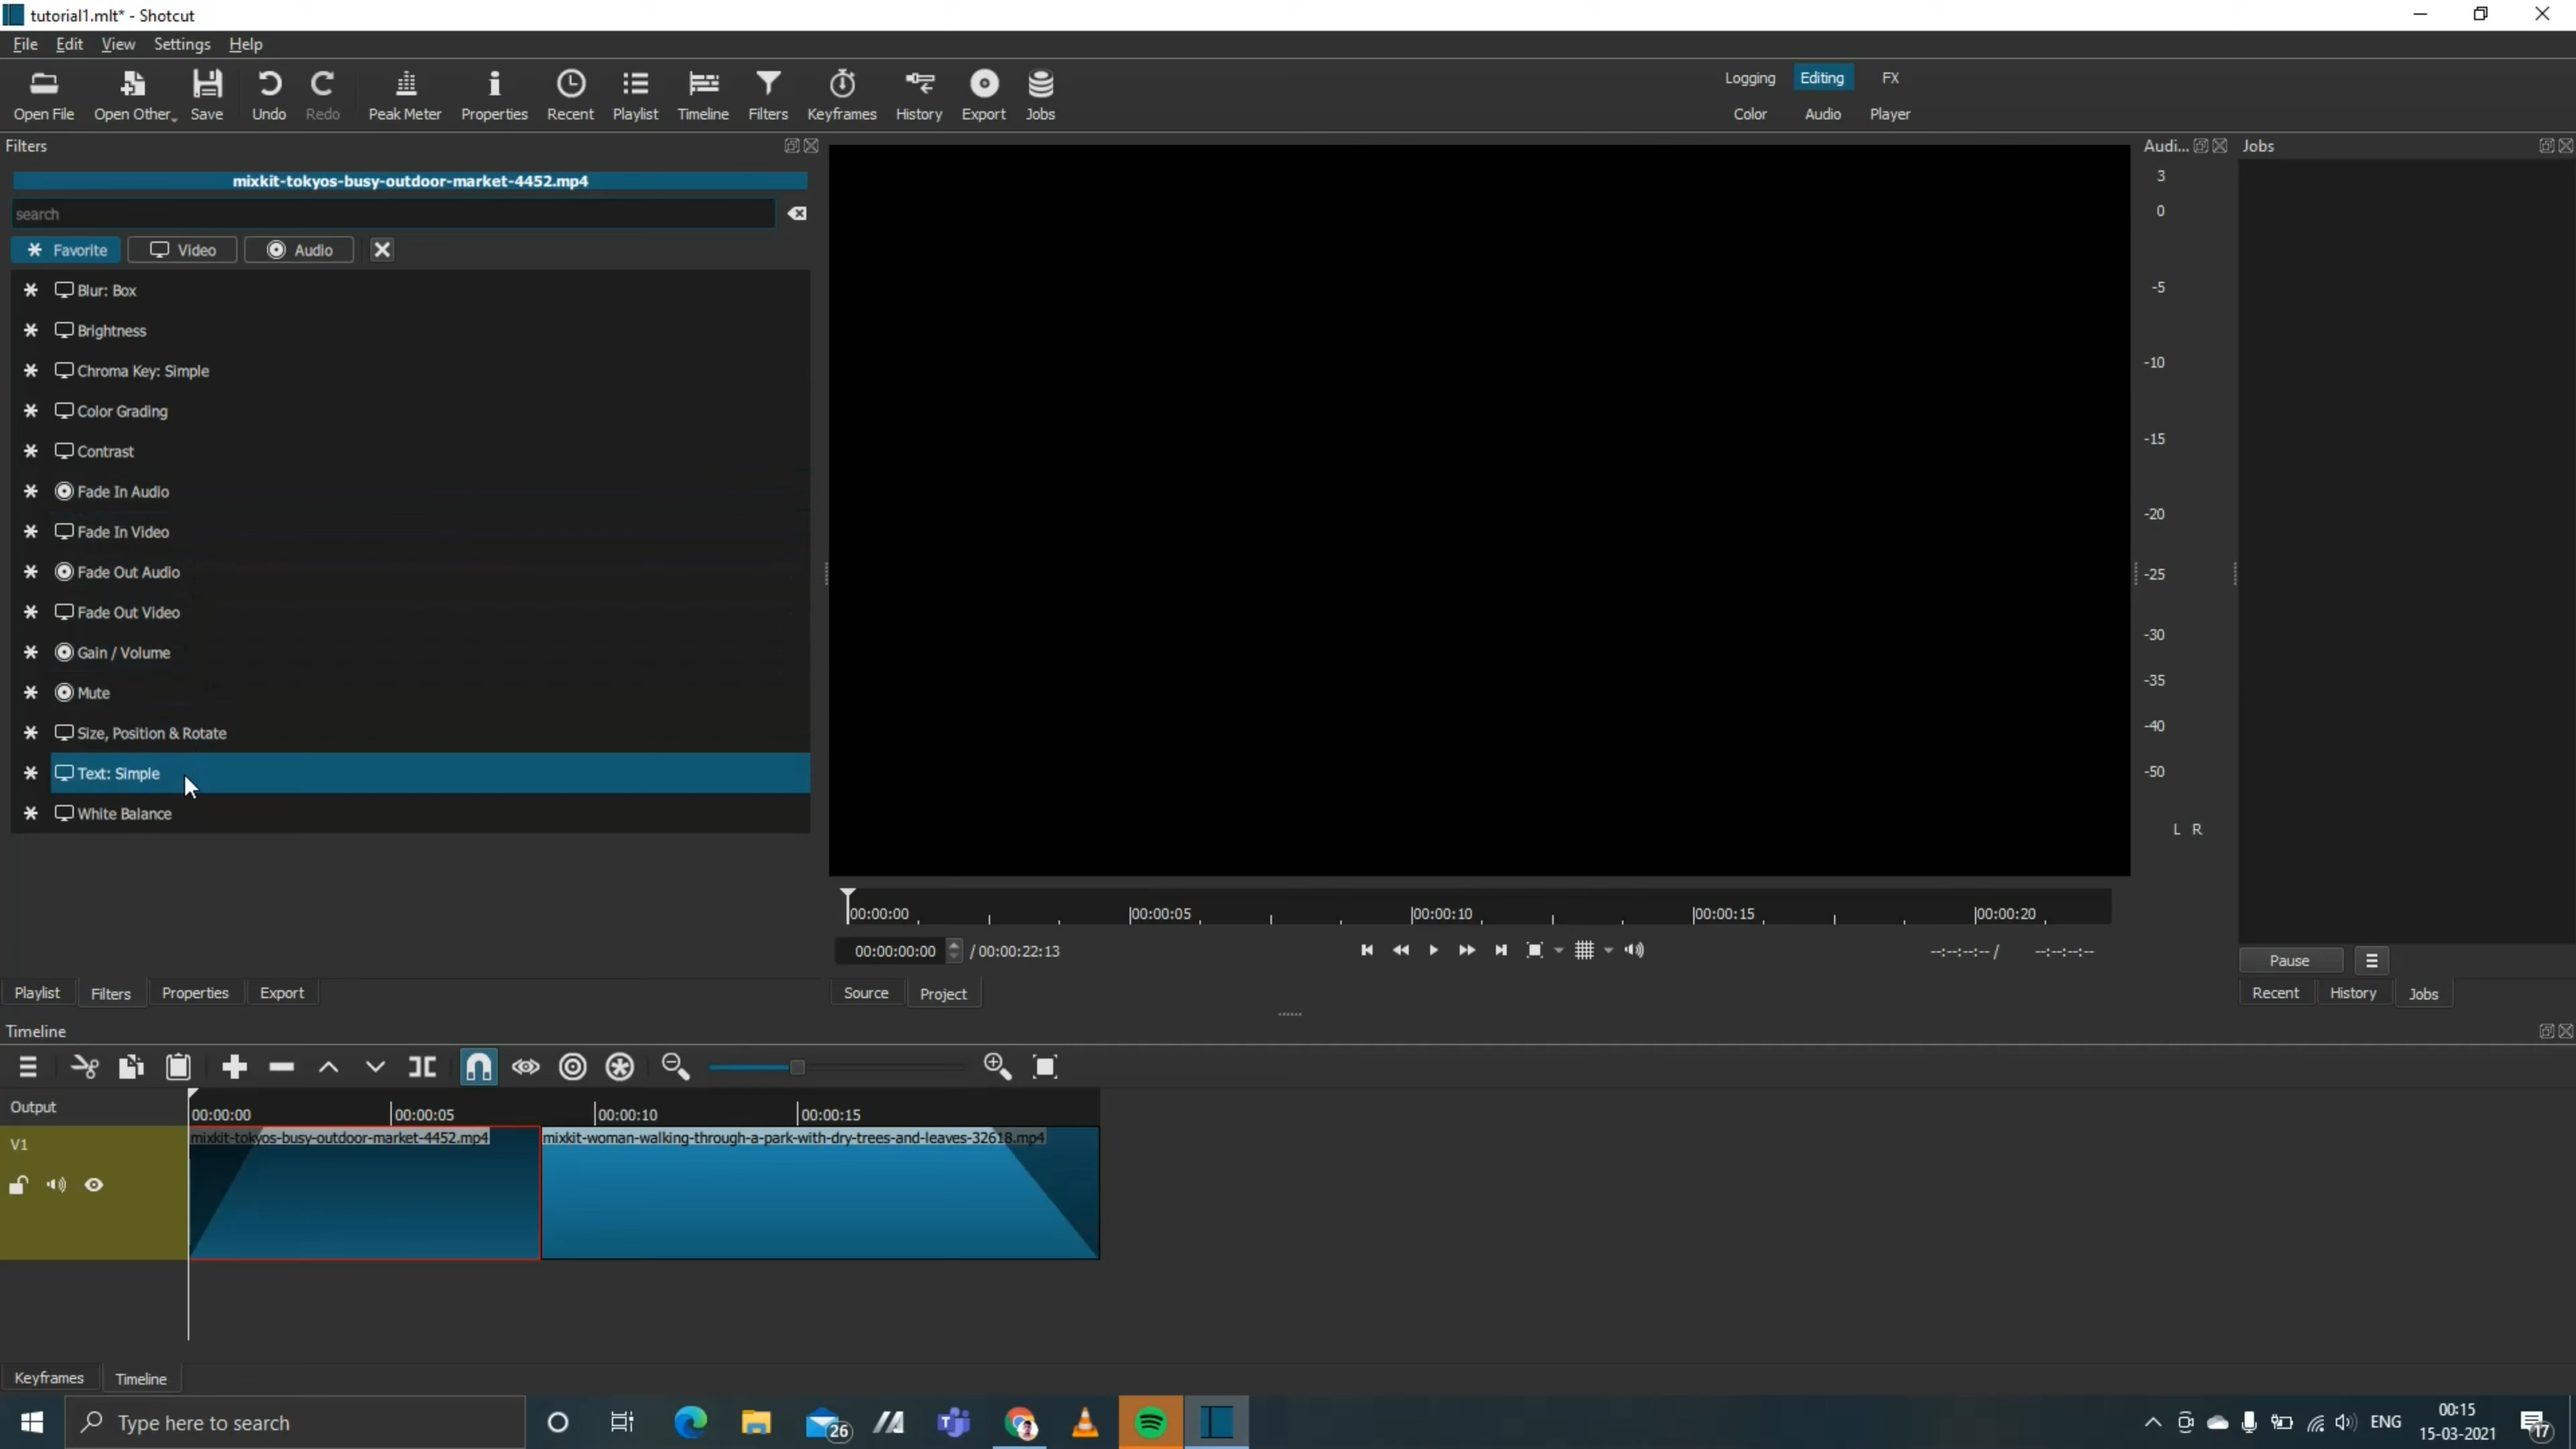 tutorial1.mlt* - Shotcut
File Edit View Settings Help
Open File Open Other Save Undo Redo Peak Meter Properties Recent Playlist Timeline Filters Keyframes History Export Jobs
Logging Editing FX
Color Audio Player
Filters
mixkit-tokyos-busy-outdoor-market-4452.mp4
search
Favorite Video Audio
Blur: Box
Brightness
Chroma Key: Simple
Color Grading
Contrast
Fade In Audio
Fade In Video
Fade Out Audio
Fade Out Video
Gain / Volume
Mute
Size, Position & Rotate
Text: Simple
White Balance
Playlist Filters Properties Export
00:00:00 00:00:05 00:00:10 00:00:15 00:00:20
00:00:00:00 / 00:00:22:13
--:--:--:-- / --:--:--:--
Source Project
Audi...
3
0
-5
-10
-15
-20
-25
-30
-35
-40
-50
L R
Jobs
Pause
Recent History Jobs
Timeline
Output
00:00:00 00:00:05 00:00:10 00:00:15
V1
mixkit-tokyos-busy-outdoor-market-4452.mp4
mixkit-woman-walking-through-a-park-with-dry-trees-and-leaves-32618.mp4
Keyframes Timeline
Type here to search
26
ENG
00:15
15-03-2021
17